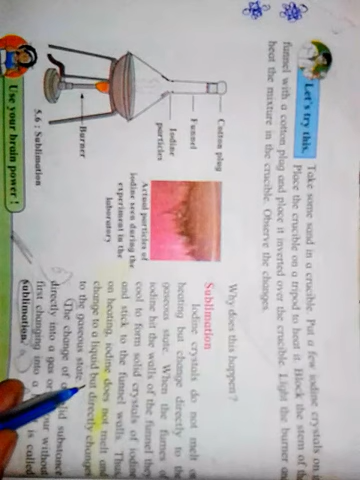 Let's try this.
Take some sand in a crucible. Put a few iodine crystals on
Place the crucible on a tripod to heat it. Block the stem of the
funnel with a cotton plug and place it inverted over the crucible. Light the burner and
heat the mixture in the crucible. Observe the changes.
Cotton plug
Funnel
Iodine
particles
Burner
5.6 : Sublimation
Actual particles of
iodine seen during the
experiment in the
laboratory
Use your brain power !
Why does this happen?
Sublimation
Iodine crystals do not melt
heating but change directly to the
gaseous state. When the fumes of
iodine hit the walls of the funnel they
cool to form solid crystals of iodine
and stick to the funnel walls. Thus
on heating, iodine does not melt and
change to a liquid but directly changes
to the gaseous state.
The change of solid substance
directly into a gas or without
first changing into a is called
sublimation.